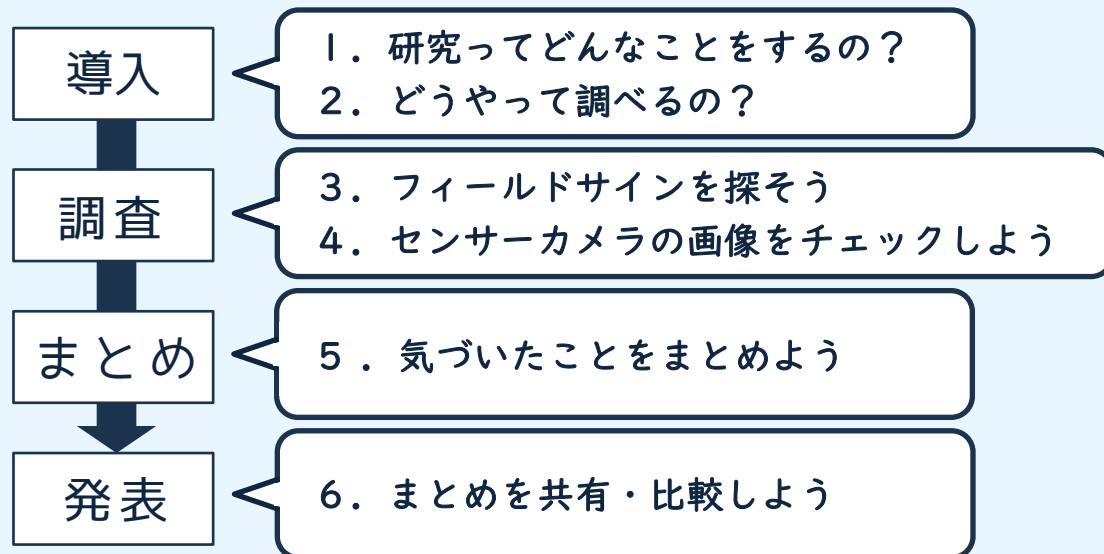 導入
1. 研究ってどんなことをするの？
2. どうやって調べるの？
調査
3. フィールドサインを探そう
4. センサーカメラの画像をチェックしよう
まとめ
5. 気づいたことをまとめよう
発表
6. まとめを共有・比較しよう